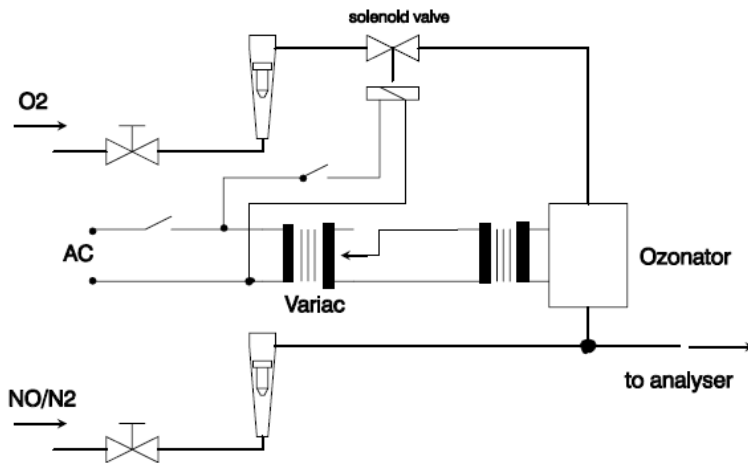 solenoid valve
O2
AC
Variac
Ozonator
NO/N2
to analyser